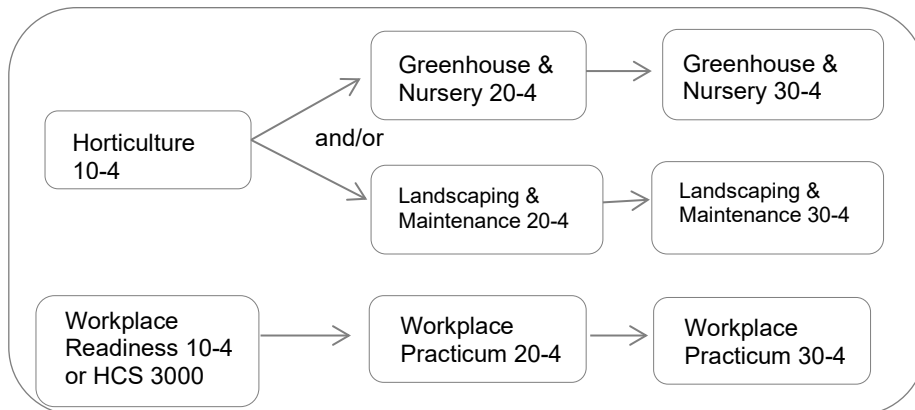 Greenhouse &
Nursery 20-4
Greenhouse &
Nursery 30-4
Horticulture
10-4
and/or
Landscaping &
Maintenance 20-4
Landscaping &
Maintenance 30-4
Workplace
Readiness 10-4
or HCS 3000
Workplace
Practicum 20-4
Workplace
Practicum 30-4